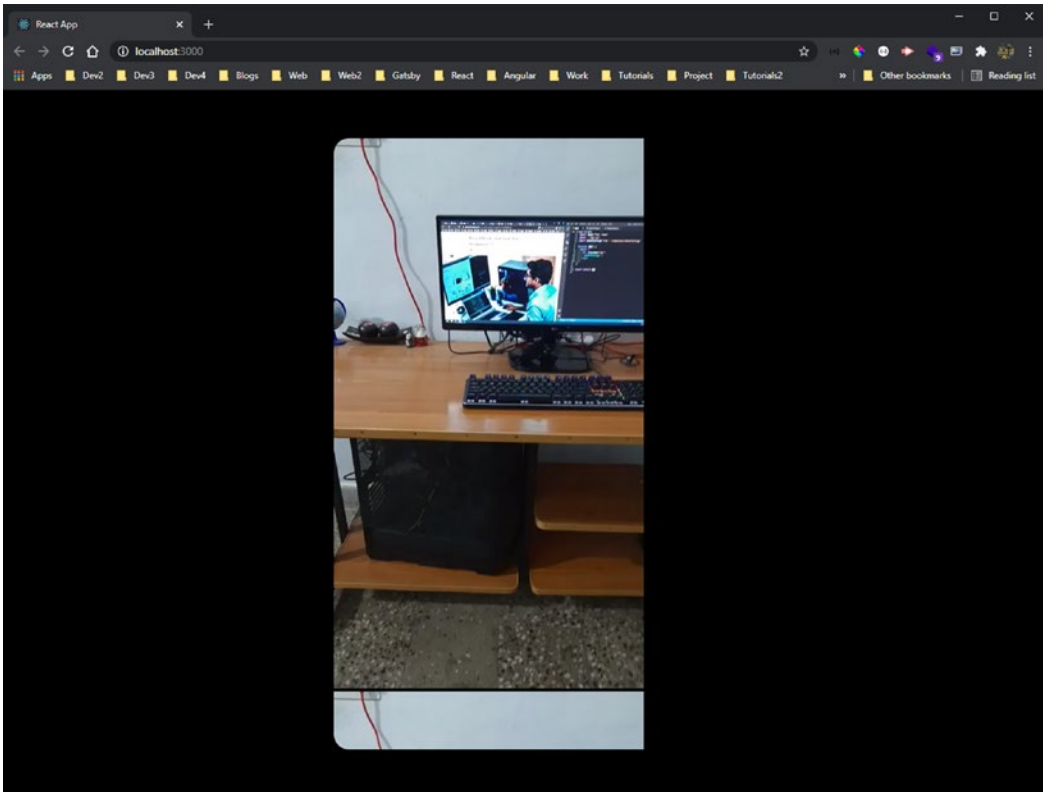 React App
localhost:3000
Apps Dev2 Dev3 Dev4 Blogs Web Web2 Gatsby React Angular Work Tutorials Project Tutorials2 » Other bookmarks Reading list